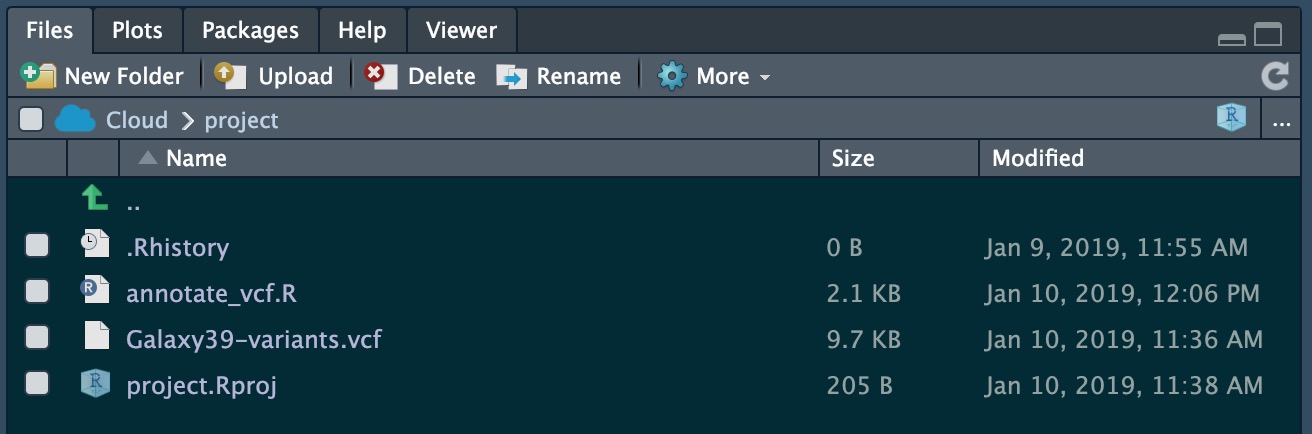 Files Plots Packages Help Viewer
New Folder Upload Delete Rename More
Cloud project ...
Name Size Modified
..
.Rhistory 0 B Jan 9, 2019, 11:55 AM
annotate_vcf.R 2.1 KB Jan 10, 2019, 12:06 PM
Galaxy39-variants.vcf 9.7 KB Jan 10, 2019, 11:36 AM
project.Rproj 205 B Jan 10, 2019, 11:38 AM